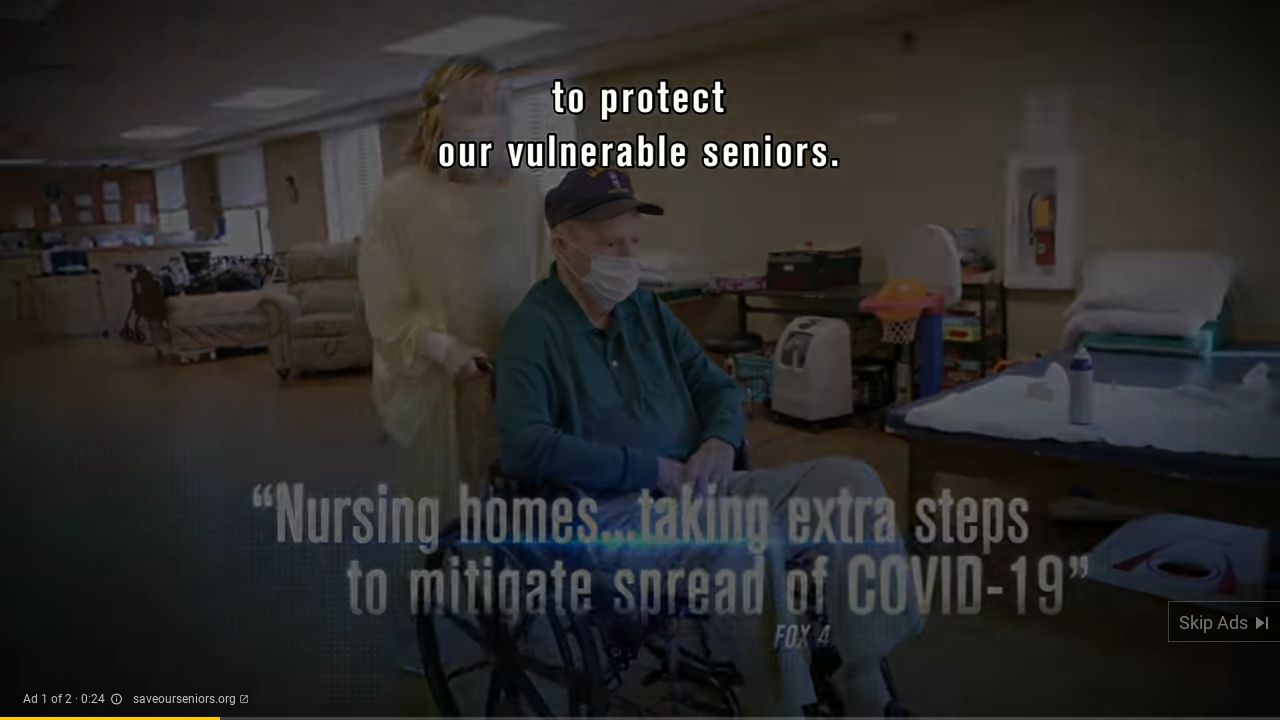 to protect
our vulnerable seniors.
“Nursing homes...taking extra steps
to mitigate spread of COVID-19”
FOX 4
Skip Ads
Ad 1 of 2 · 0:24 saveourseniors.org